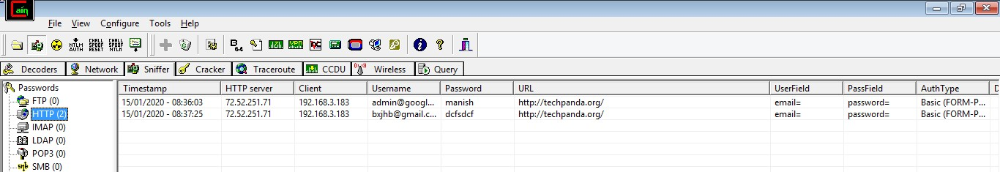 Cain
File View Configure Tools Help
NTLM AUTH CHALL SPOOF RESET CHALL SPOOF NTLM B64
Decoders Network Sniffer Cracker Traceroute CCDU Wireless Query
Passwords
FTP (0)
HTTP (2)
IMAP (0)
LDAP (0)
POP3 (0)
SMB (0)
Timestamp HTTP server Client Username Password URL UserField PassField AuthType D
15/01/2020 - 08:36:03 72.52.251.71 192.168.3.183 admin@googl... manish http://techpanda.org/ email= password= Basic (FORM-P...
15/01/2020 - 08:37:25 72.52.251.71 192.168.3.183 bxjhb@gmail.c... dcfsdcf http://techpanda.org/ email= password= Basic (FORM-P...